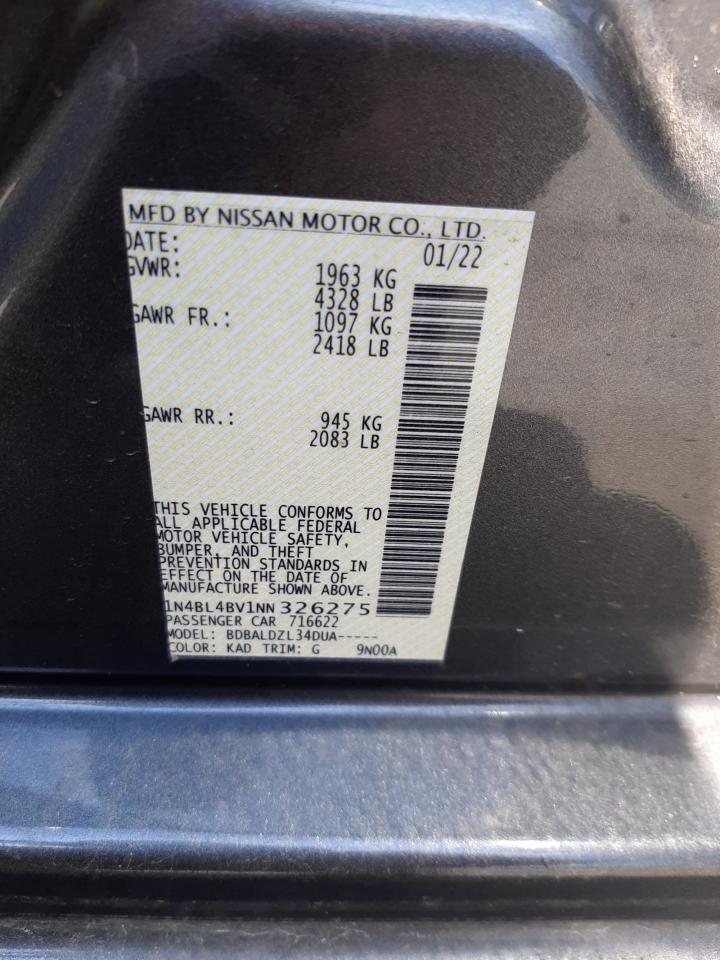 MFD BY NISSAN MOTOR CO., LTD.
DATE: 01/22
GVWR: 1963 KG
4328 LB
GAWR FR.: 1097 KG
2418 LB
GAWR RR.: 945 KG
2083 LB
THIS VEHICLE CONFORMS TO
ALL APPLICABLE FEDERAL
MOTOR VEHICLE SAFETY,
BUMPER, AND THEFT
PREVENTION STANDARDS IN
EFFECT ON THE DATE OF
MANUFACTURE SHOWN ABOVE.
1N4BL4BV1NN326275
PASSENGER CAR 716622
MODEL: BDBALDZL34DUA-----
COLOR: KAD TRIM: G 9N00A